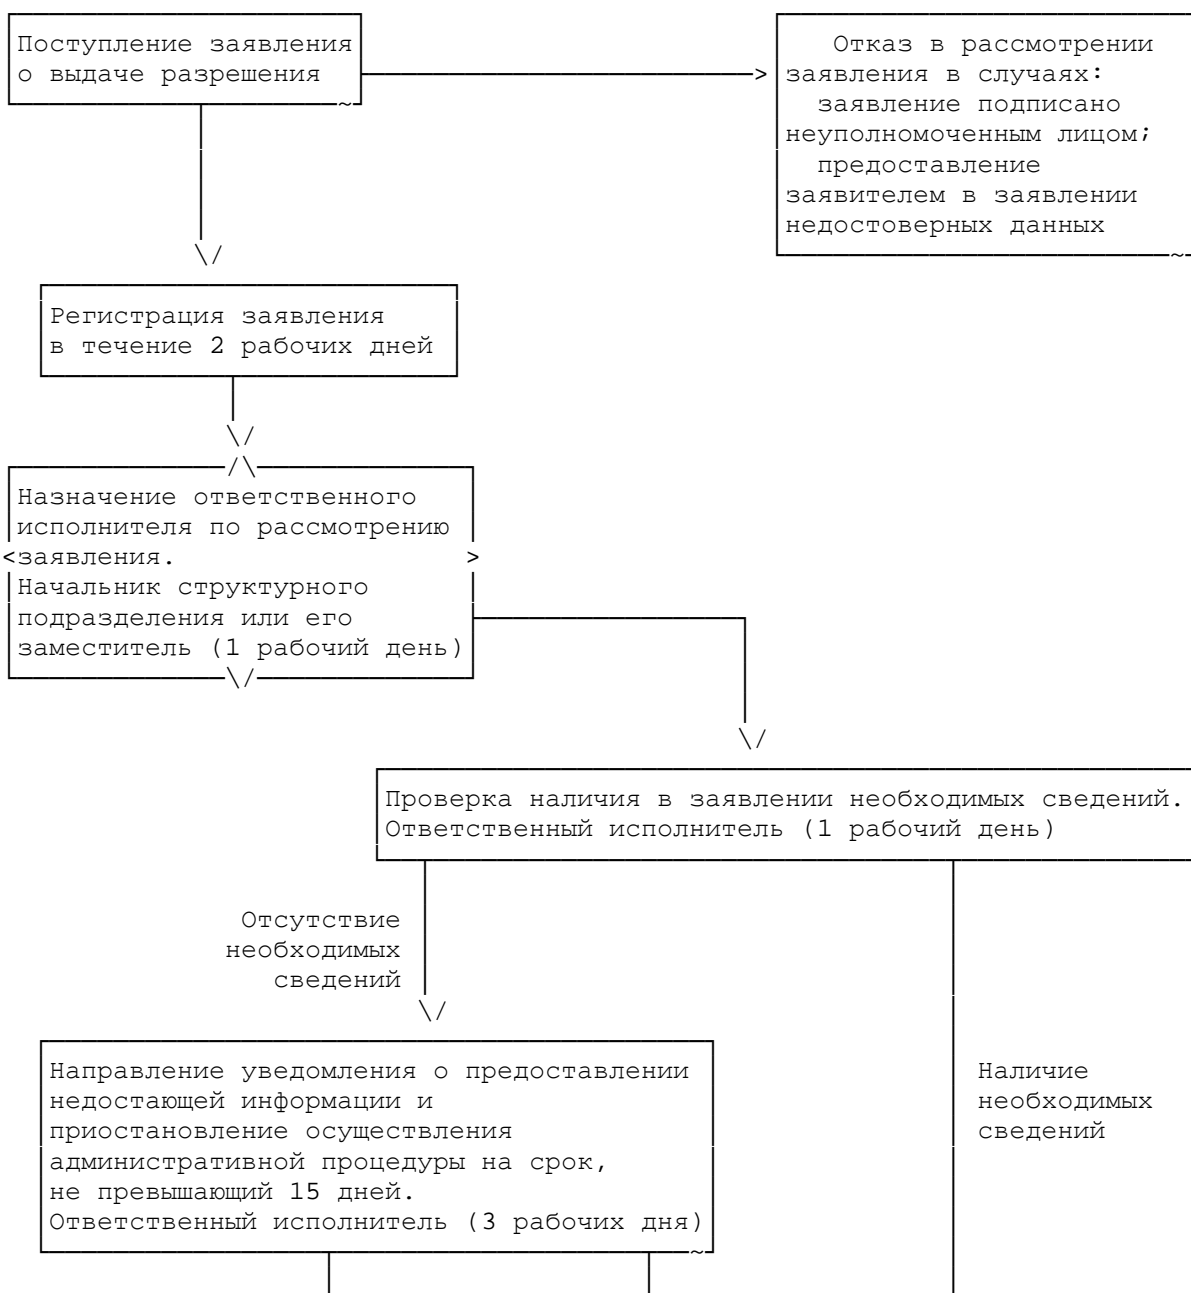 Поступление заявления
о выдаче разрешения
Отказ в рассмотрении
заявления в случаях:
заявление подписано
неуполномоченным лицом;
предоставление
заявителем в заявлении
недостоверных данных
Регистрация заявления
в течение 2 рабочих дней
Назначение ответственного
исполнителя по рассмотрению
заявления.
Начальник структурного
подразделения или его
заместитель (1 рабочий день)
Проверка наличия в заявлении необходимых сведений.
Ответственный исполнитель (1 рабочий день)
Отсутствие
необходимых
сведений
Направление уведомления о предоставлении
недостающей информации и
приостановление осуществления
административной процедуры на срок,
не превышающий 15 дней.
Ответственный исполнитель (3 рабочих дня)
Наличие
необходимых
сведений